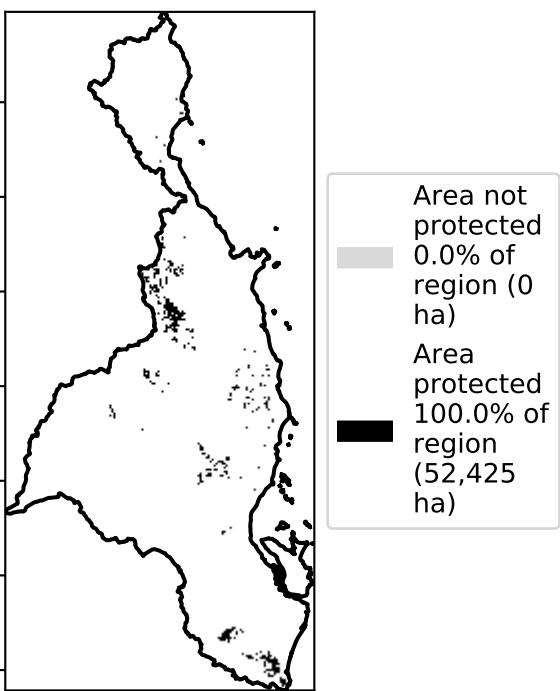 Area not
protected
0.0% of
region (0
ha)
Area
protected
100.0% of
region
(52,425
ha)